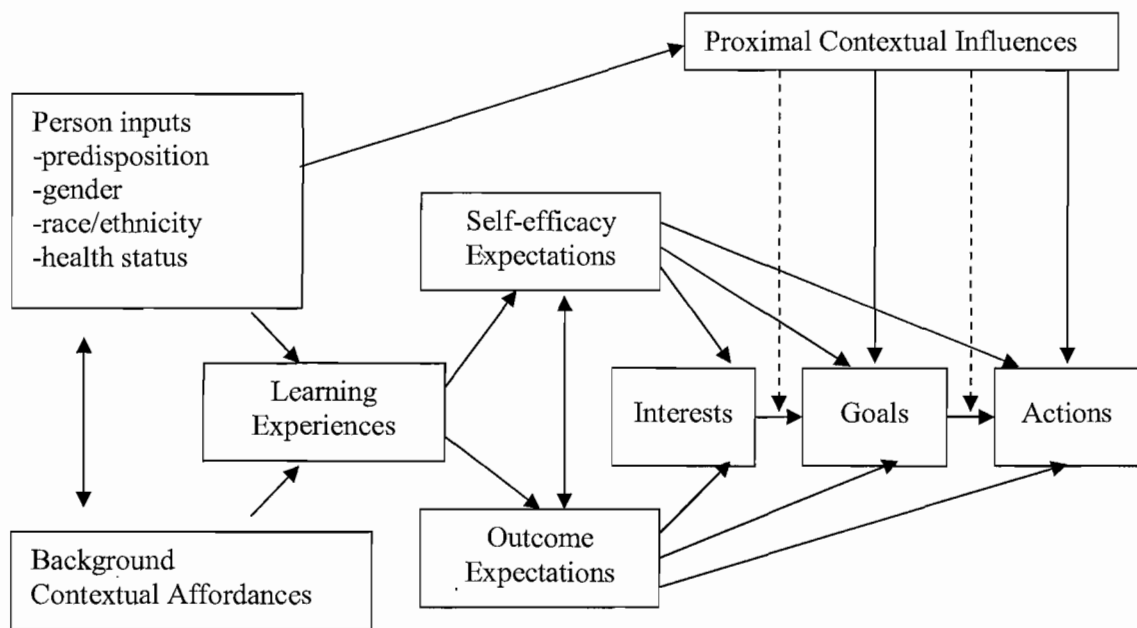 Proximal Contextual Influences
Person inputs
-predisposition
-gender
-race/ethnicity
-health status
Self-efficacy
Expectations
Learning
Experiences
Interests
Goals
Actions
Outcome
Expectations
Background
Contextual Affordances